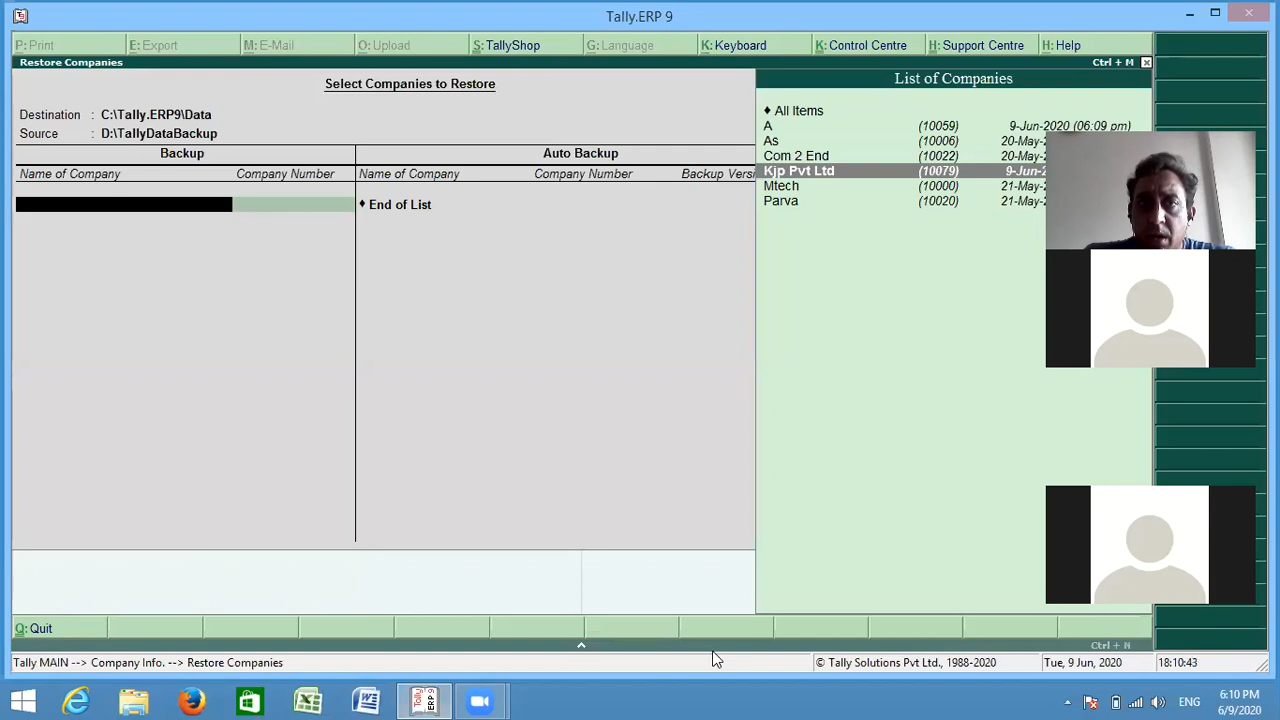 Tally.ERP 9
P: Print E: Export M: E-Mail O: Upload S: TallyShop G: Language K: Keyboard K: Control Centre H: Support Centre H: Help
Restore Companies Ctrl + M
Select Companies to Restore
Destination : C:\Tally.ERP9\Data
Source : D:\TallyDataBackup
Backup Auto Backup
Name of Company Company Number Name of Company Company Number Backup Versi
♦ End of List
List of Companies
♦ All Items
A (10059) 9-Jun-2020 (06:09 pm)
As (10006) 20-May-
Com 2 End (10022) 20-May-
Kjp Pvt Ltd (10079) 9-Jun-2
Mtech (10000) 21-May-
Parva (10020) 21-May-
Q: Quit
Ctrl + N
Tally MAIN --> Company Info. --> Restore Companies © Tally Solutions Pvt Ltd., 1988-2020 Tue, 9 Jun, 2020 18:10:43
Tally ERP 9
ENG
6:10 PM
6/9/2020